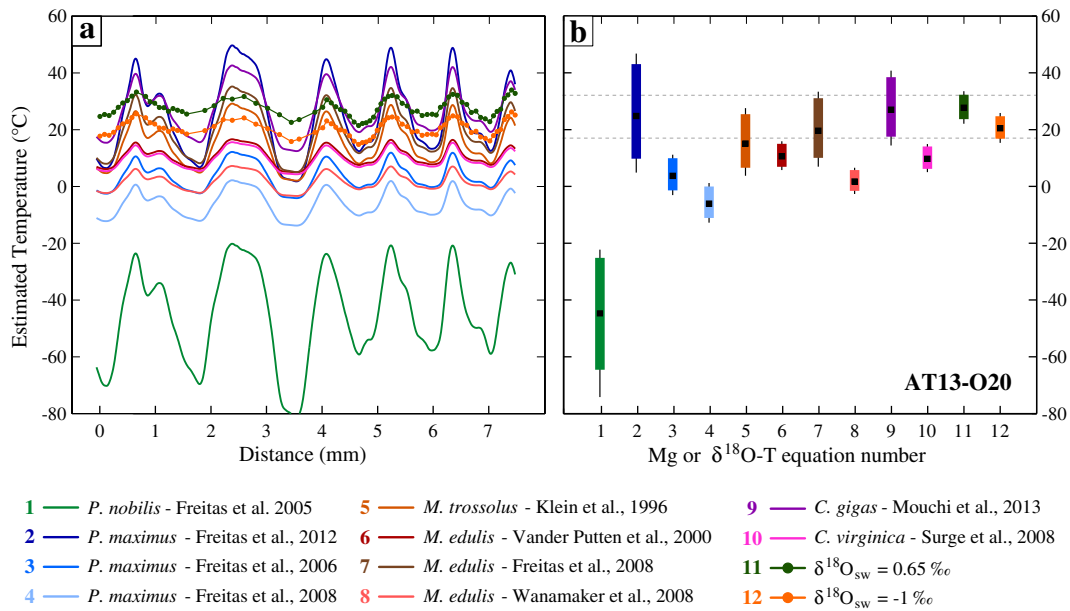 a
b
60
40
20
0
-20
-40
-60
-80
Estimated Temperature (°C)
0 1 2 3 4 5 6 7
Distance (mm)
60
40
20
0
-20
-40
-60
-80
AT13-O20
1 2 3 4 5 6 7 8 9 10 11 12
Mg or δ¹⁸O-T equation number
1 P. nobilis - Freitas et al. 2005
2 P. maximus - Freitas et al., 2012
3 P. maximus - Freitas et al., 2006
4 P. maximus - Freitas et al., 2008
5 M. trossolus - Klein et al., 1996
6 M. edulis - Vander Putten et al., 2000
7 M. edulis - Freitas et al., 2008
8 M. edulis - Wanamaker et al., 2008
9 C. gigas - Mouchi et al., 2013
10 C. virginica - Surge et al., 2008
11 δ¹⁸Osw = 0.65 ‰
12 δ¹⁸Osw = -1 ‰